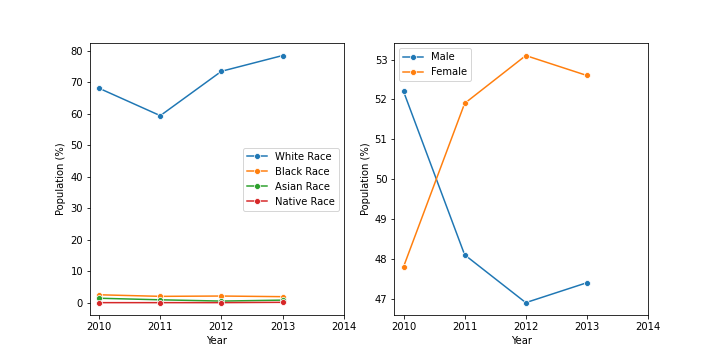 80
70
60
50
40
30
20
10
0
Population (%)
2010 2011 2012 2013 2014
Year
White Race
Black Race
Asian Race
Native Race
53
52
51
50
49
48
47
Population (%)
2010 2011 2012 2013 2014
Year
Male
Female